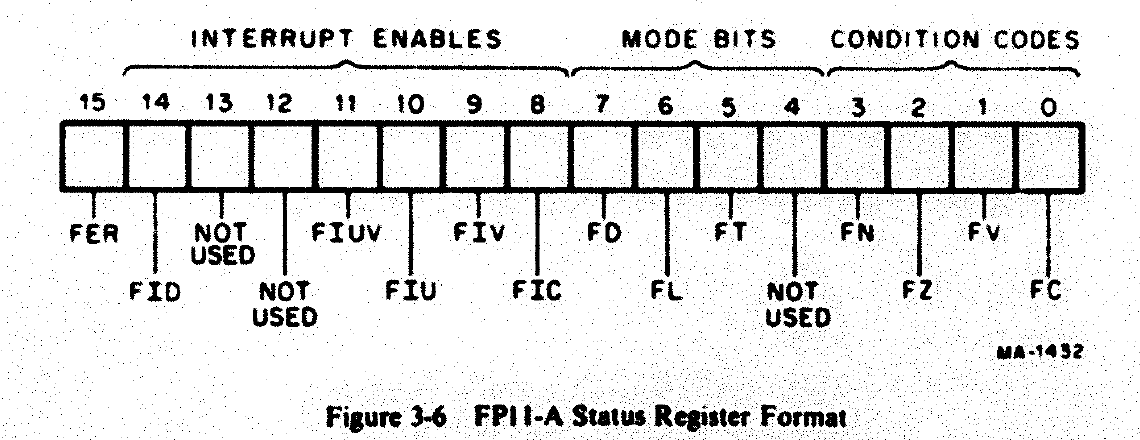 INTERRUPT ENABLES MODE BITS CONDITION CODES
15 14 13 12 11 10 9 8 7 6 5 4 3 2 1 0
FER NOT FIUV FIV FD FT FN FV
USED
FID NOT FIU FIC FL NOT FZ FC
USED USED
MA-1432
Figure 3-6 FP11-A Status Register Format